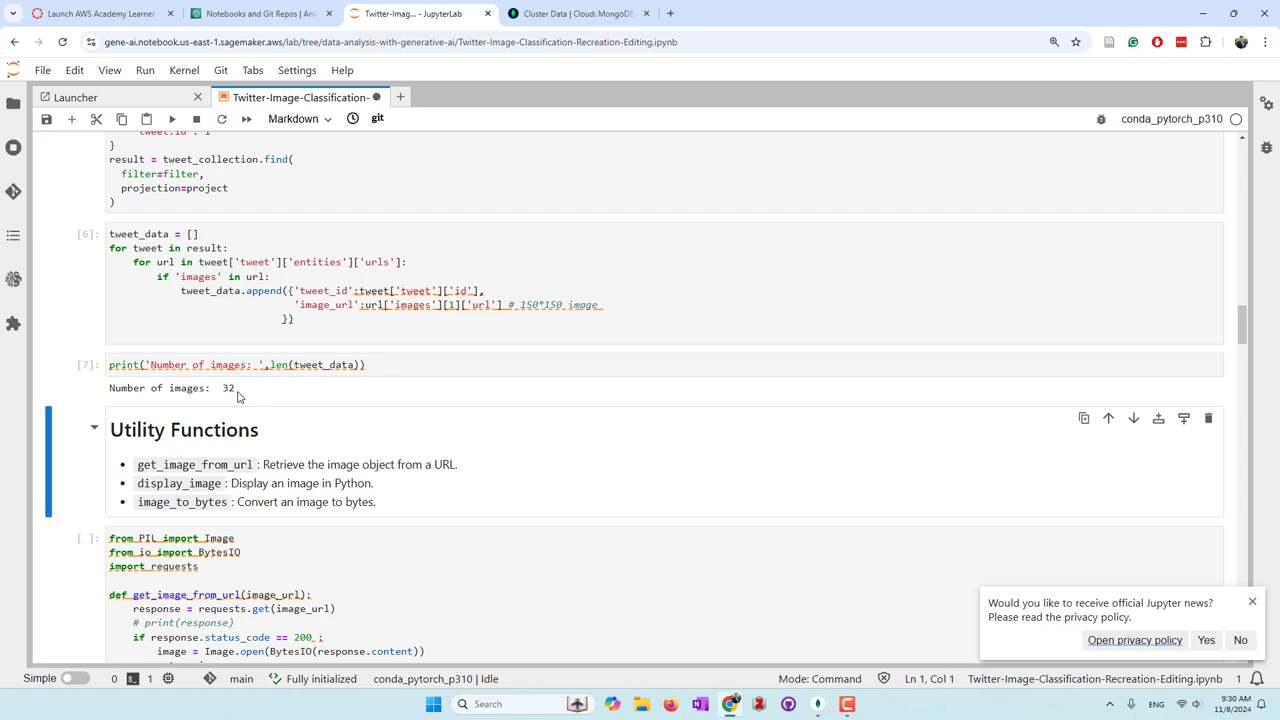 Launch AWS Academy Learner
Notebooks and Git Repos | Ama
Twitter-Imag... - JupyterLab
Cluster Data | Cloud: MongoDB
gene-ai.notebook.us-east-1.sagemaker.aws/lab/tree/data-analysis-with-generative-ai/Twitter-Image-Classification-Recreation-Editing.ipynb
File Edit View Run Kernel Git Tabs Settings Help
Launcher
Twitter-Image-Classification-
Markdown git conda_pytorch_p310
}
result = tweet_collection.find(
filter=filter,
projection=project
)
[6]: tweet_data = []
for tweet in result:
for url in tweet['tweet']['entities']['urls']:
if 'images' in url:
tweet_data.append({'tweet_id':tweet['tweet']['id'],
'image_url':url['images'][1]['url'] # 150*150 image
})
[7]: print('Number of images: ',len(tweet_data))
Number of images:  32
Utility Functions
• get_image_from_url : Retrieve the image object from a URL.
• display_image : Display an image in Python.
• image_to_bytes : Convert an image to bytes.
[ ]: from PIL import Image
from io import BytesIO
import requests
def get_image_from_url(image_url):
response = requests.get(image_url)
# print(response)
if response.status_code == 200 :
image = Image.open(BytesIO(response.content))
Would you like to receive official Jupyter news?
Please read the privacy policy.
Open privacy policy Yes No
Simple 0 1 main Fully initialized conda_pytorch_p310 | Idle Mode: Command Ln 1, Col 1 Twitter-Image-Classification-Recreation-Editing.ipynb 1
Search
ENG
9:30 AM
11/8/2024